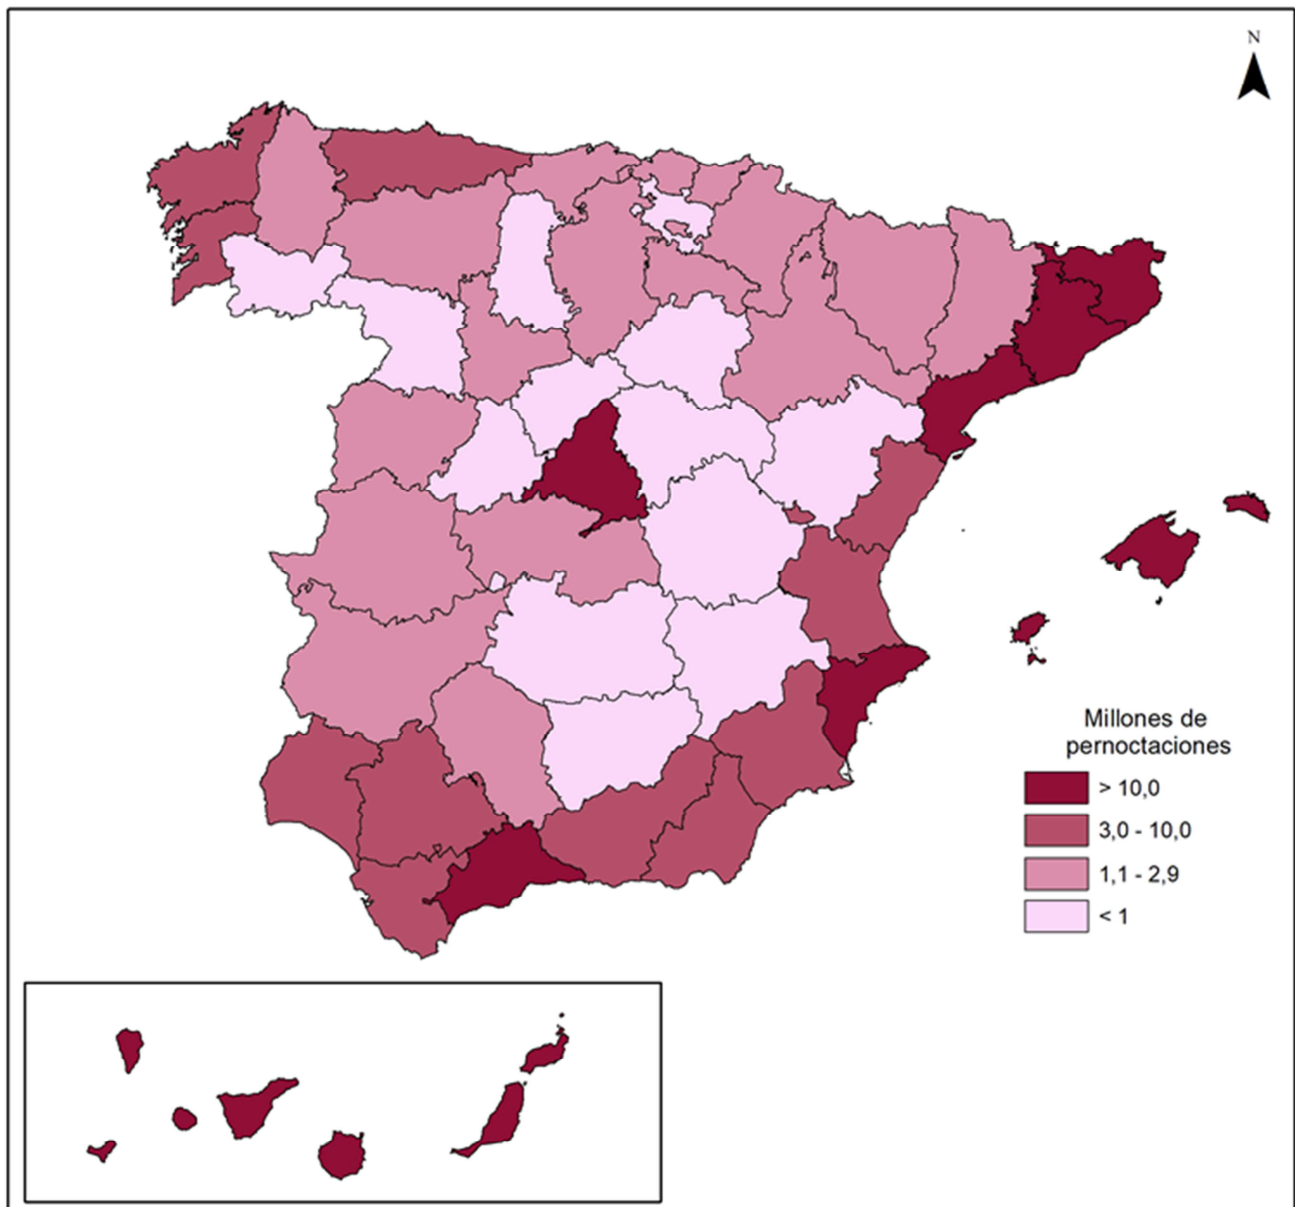 N
Millones de
pernoctaciones
> 10,0
3,0 - 10,0
1,1 - 2,9
< 1